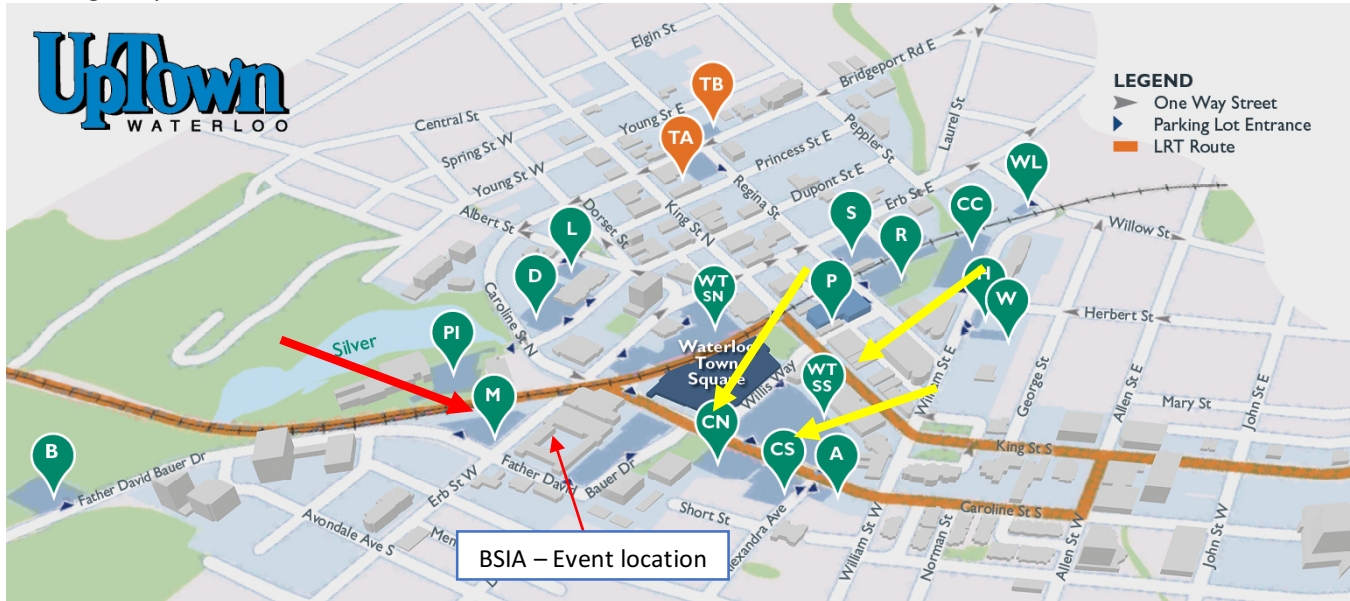 UpTown
WATERLOO
LEGEND
One Way Street
Parking Lot Entrance
LRT Route
Elgin St
Bridgeport Rd E
TB
Young St E
Central St
TA
Princess St E
Peppler St
Laurel St
Spring St W
Young St W
Dupont St E
Erb St E
WL
Regina St
Albert St
Dorset St
King St N
S
CC
R
Willow St
L
D
WT
SN
P
H
W
Caroline St N
Herbert St
Silver
PI
Waterloo
Town
Square
Willis Way
WT
SS
William St E
George St
Allen St E
John St E
M
Mary St
CN
B
CS
A
King St S
Father David Bauer Dr
Erb St W
Father David
Bauer Dr
Avondale Ave S
Short St
Caroline St S
Alexandra Ave
William St W
Norman St
Allen St W
John St W
BSIA – Event location